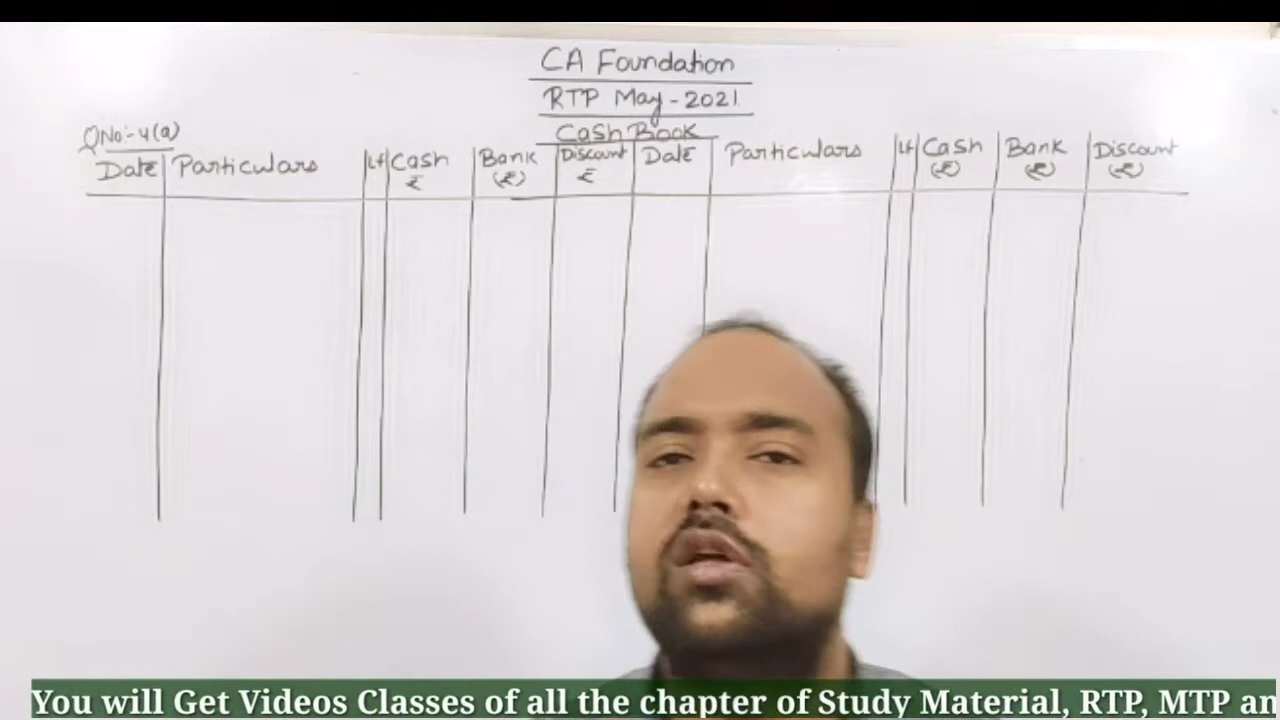 CA Foundation
RTP May-2021
QNo:-4(a)
Cash Book
Date Particulars Lf Cash ₹ Bank (₹) Discount ₹ Date Particulars Lf Cash (₹) Bank (₹) Discount (₹)
You will Get Videos Classes of all the chapter of Study Material, RTP, MTP an